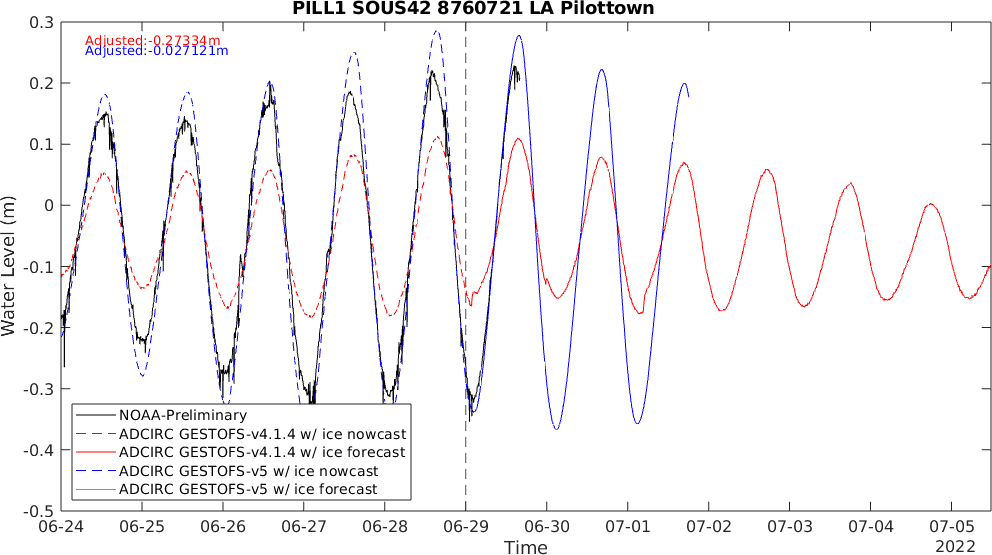 PILL1 SOUS42 8760721 LA Pilottown
Adjusted:-0.27334m
Adjusted:-0.027121m
Water Level (m)
0.3
0.2
0.1
0
-0.1
-0.2
-0.3
-0.4
-0.5
NOAA-Preliminary
ADCIRC GESTOFS-v4.1.4 w/ ice nowcast
ADCIRC GESTOFS-v4.1.4 w/ ice forecast
ADCIRC GESTOFS-v5 w/ ice nowcast
ADCIRC GESTOFS-v5 w/ ice forecast
06-24 06-25 06-26 06-27 06-28 06-29 06-30 07-01 07-02 07-03 07-04 07-05
Time
2022